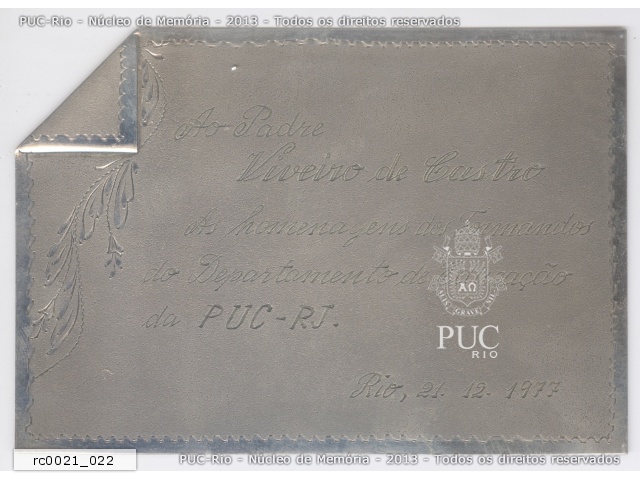 PUC-Rio - Núcleo de Memória - 2013 - Todos os direitos reservados
Ao Padre
Viveiro de Castro
As homenagens dos Formandos
do Departamento de Educação
da PUC-RJ.
ΑΩ
PUC
RIO
Rio, 21. 12. 1977
rc0021_022
PUC-Rio - Núcleo de Memória - 2013 - Todos os direitos reservados